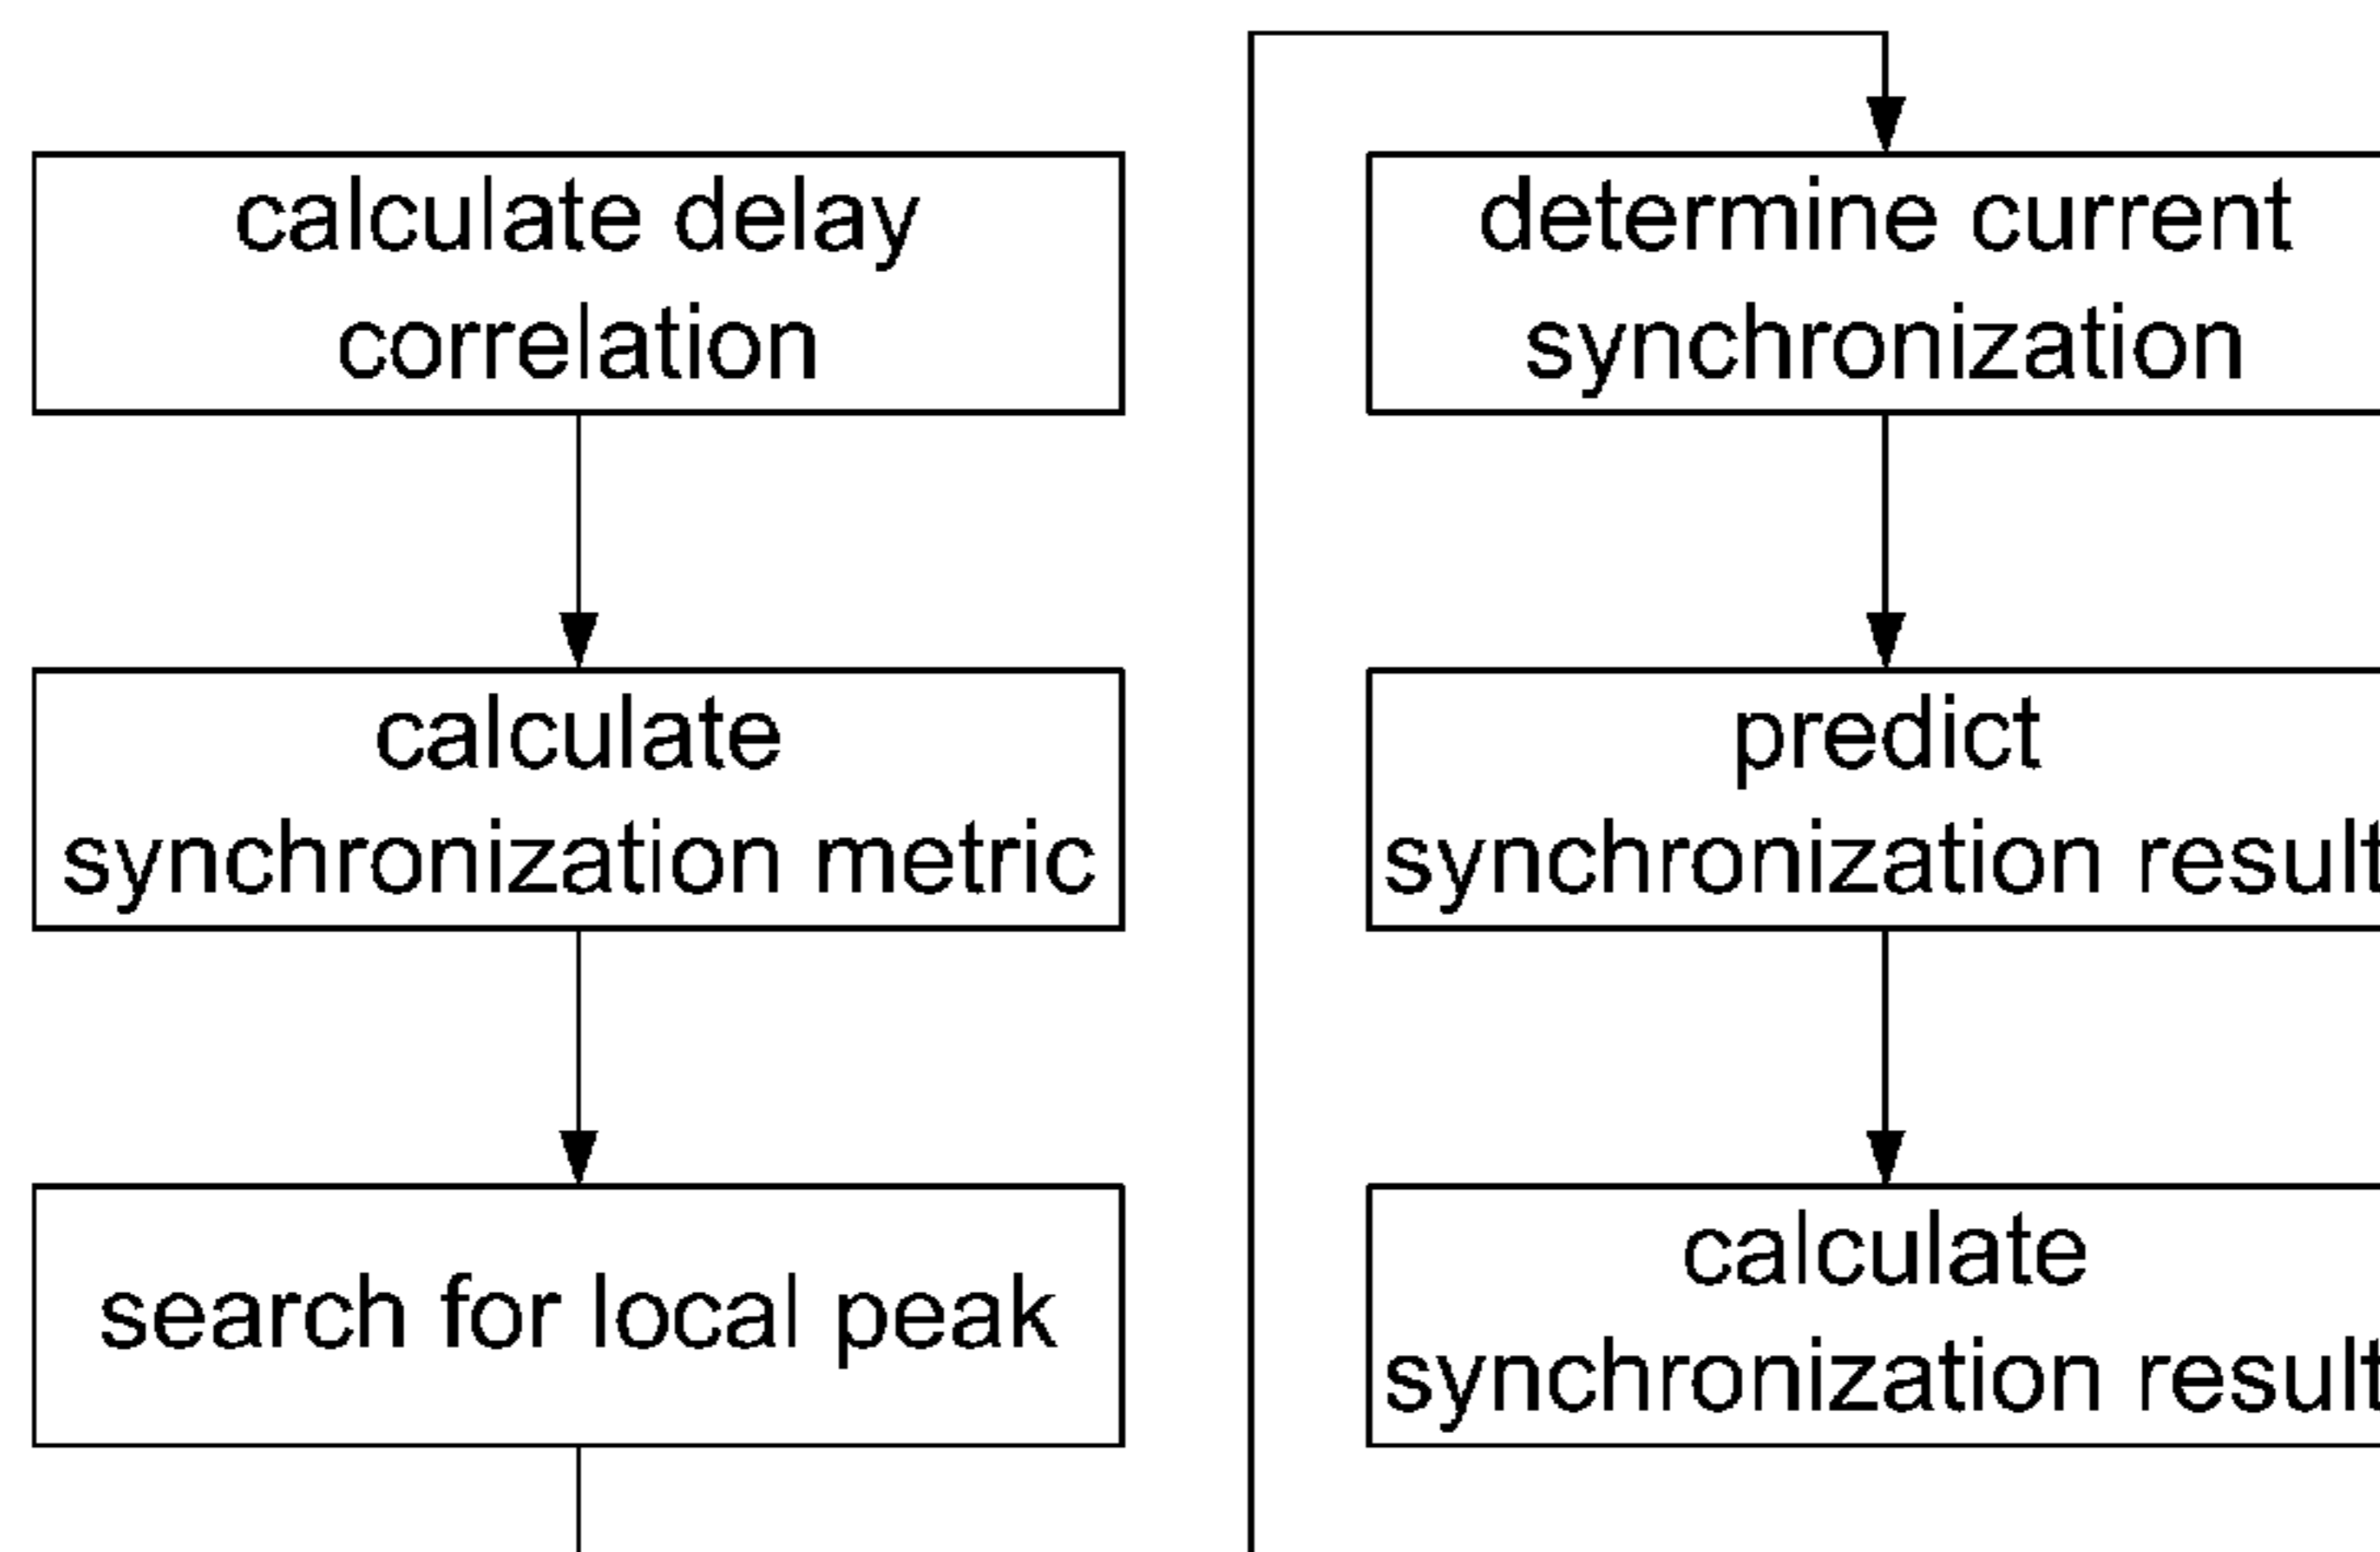 calculate delay
correlation
calculate
synchronization metric
search for local peak
determine current
synchronization
predict
synchronization result
calculate
synchronization result